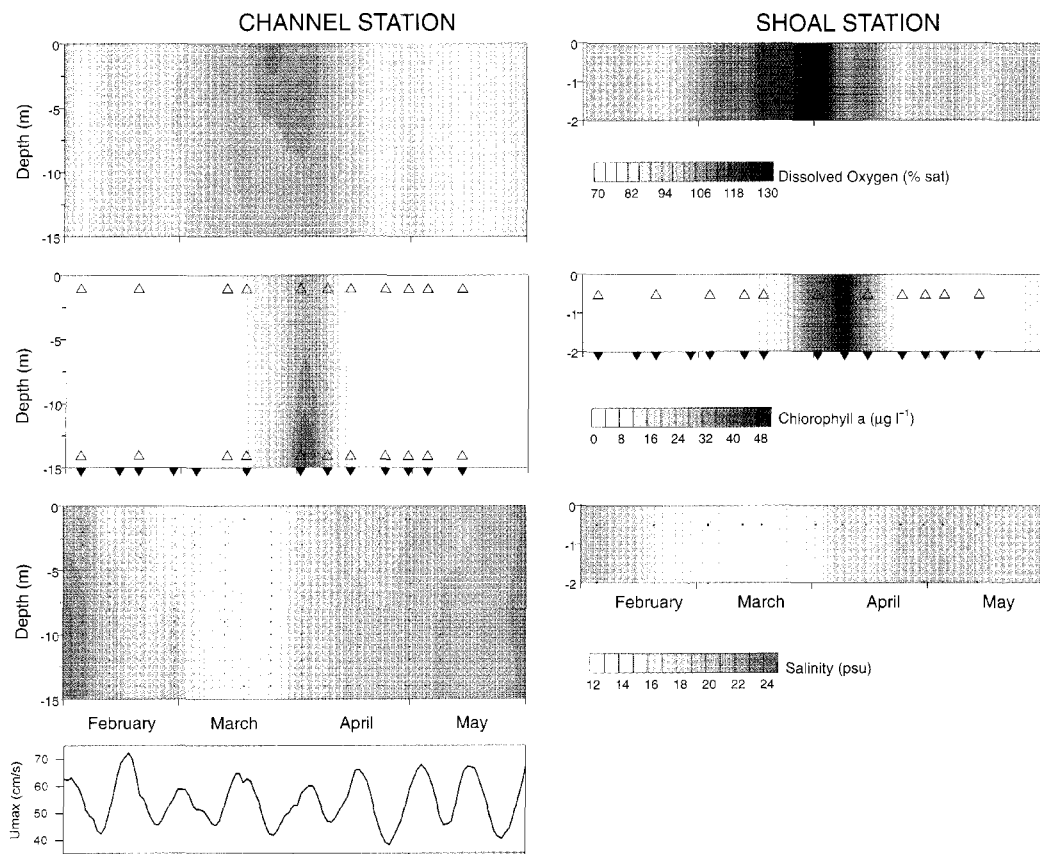 CHANNEL STATION
SHOAL STATION
Depth (m)
0
-5
-10
-15
0
-1
-2
70 82 94 106 118 130
Dissolved Oxygen (% sat)
Depth (m)
0
-5
-10
-15
0
-1
-2
0 8 16 24 32 40 48
Chlorophyll a (µg l⁻¹)
Depth (m)
0
-5
-10
-15
February March April May
0
-1
-2
February March April May
12 14 16 18 20 22 24
Salinity (psu)
Umax (cm/s)
70
60
50
40